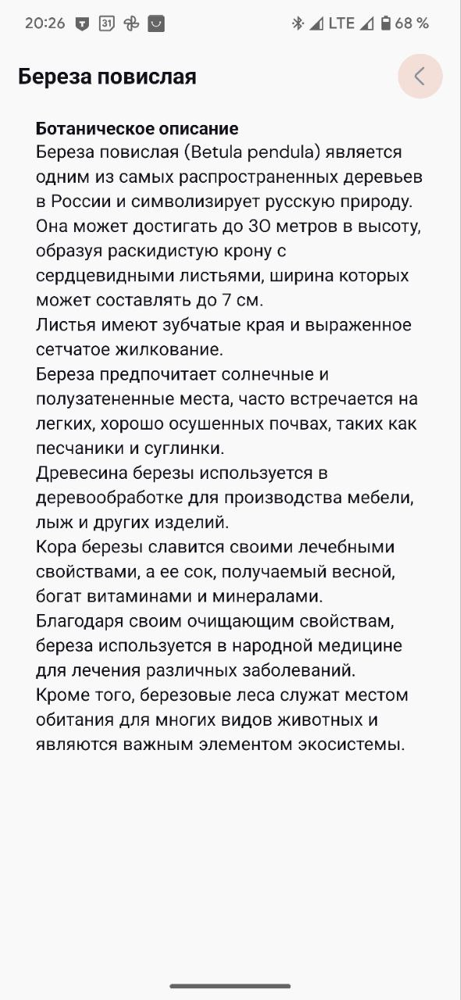 20:26 31 LTE 68 %
Береза повислая
Ботаническое описание
Береза повислая (Betula pendula) является
одним из самых распространенных деревьев
в России и символизирует русскую природу.
Она может достигать до 30 метров в высоту,
образуя раскидистую крону с
сердцевидными листьями, ширина которых
может составлять до 7 см.
Листья имеют зубчатые края и выраженное
сетчатое жилкование.
Береза предпочитает солнечные и
полузатененные места, часто встречается на
легких, хорошо осушенных почвах, таких как
песчаники и суглинки.
Древесина березы используется в
деревообработке для производства мебели,
лыж и других изделий.
Кора березы славится своими лечебными
свойствами, а ее сок, получаемый весной,
богат витаминами и минералами.
Благодаря своим очищающим свойствам,
береза используется в народной медицине
для лечения различных заболеваний.
Кроме того, березовые леса служат местом
обитания для многих видов животных и
являются важным элементом экосистемы.